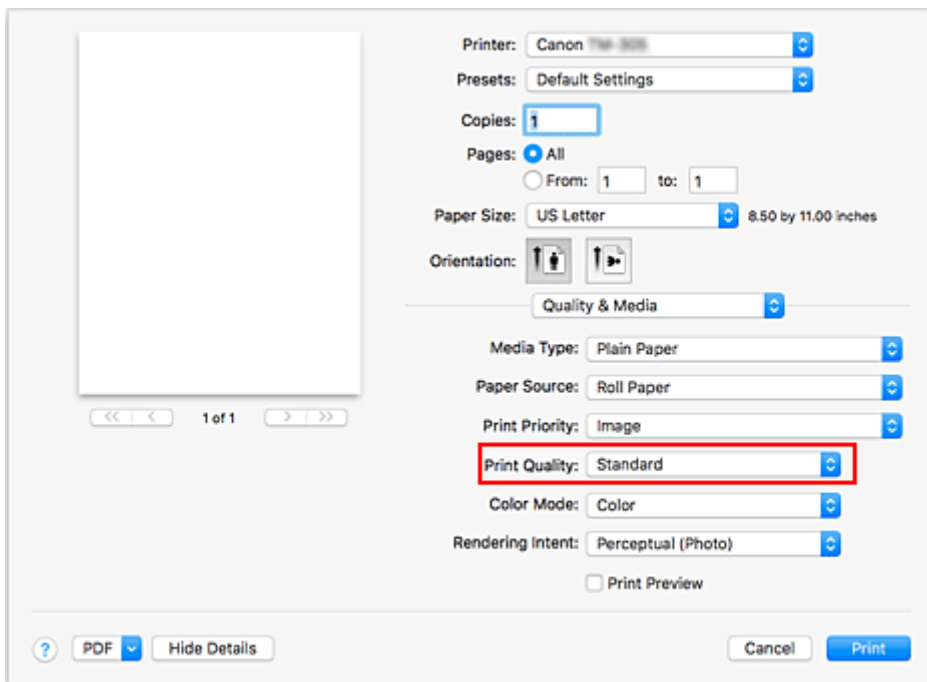 Printer: Canon
Presets: Default Settings
Copies: 1
Pages: All
From: 1 to: 1
Paper Size: US Letter 8.50 by 11.00 inches
Orientation:
Quality & Media
Media Type: Plain Paper
Paper Source: Roll Paper
1 of 1
Print Priority: Image
Print Quality: Standard
Color Mode: Color
Rendering Intent: Perceptual (Photo)
Print Preview
? PDF Hide Details Cancel Print